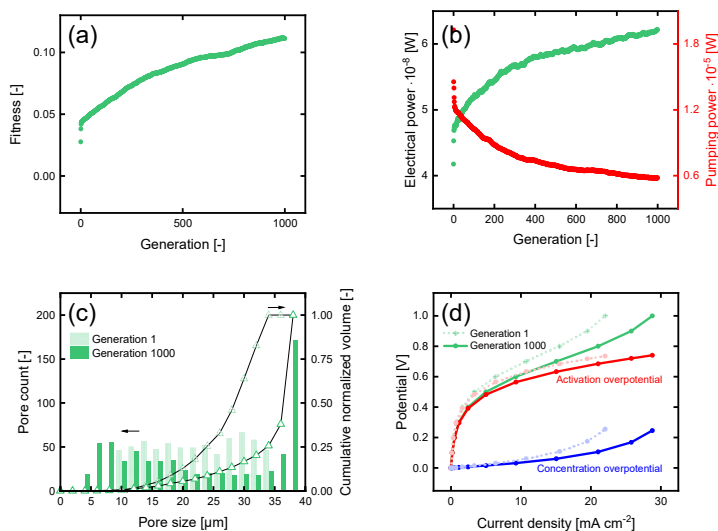 (a)
0.10
0.05
0.00
Fitness [-]
0
500
1000
Generation [-]
(b)
6
5
4
Electrical power ·10⁻⁸ [W]
1.8
1.2
0.6
Pumping power ·10⁻⁵ [W]
0
200
400
600
800
1000
Generation [-]
(c)
200
150
100
50
0
Pore count [-]
Generation 1
Generation 1000
1.00
0.75
0.50
0.25
0.00
Cumulative normalized volume [-]
0
5
10
15
20
25
30
35
40
Pore size [µm]
(d)
1.0
0.8
0.6
0.4
0.2
0.0
Potential [V]
Generation 1
Generation 1000
Activation overpotential
Concentration overpotential
0
10
20
30
Current density [mA cm⁻²]